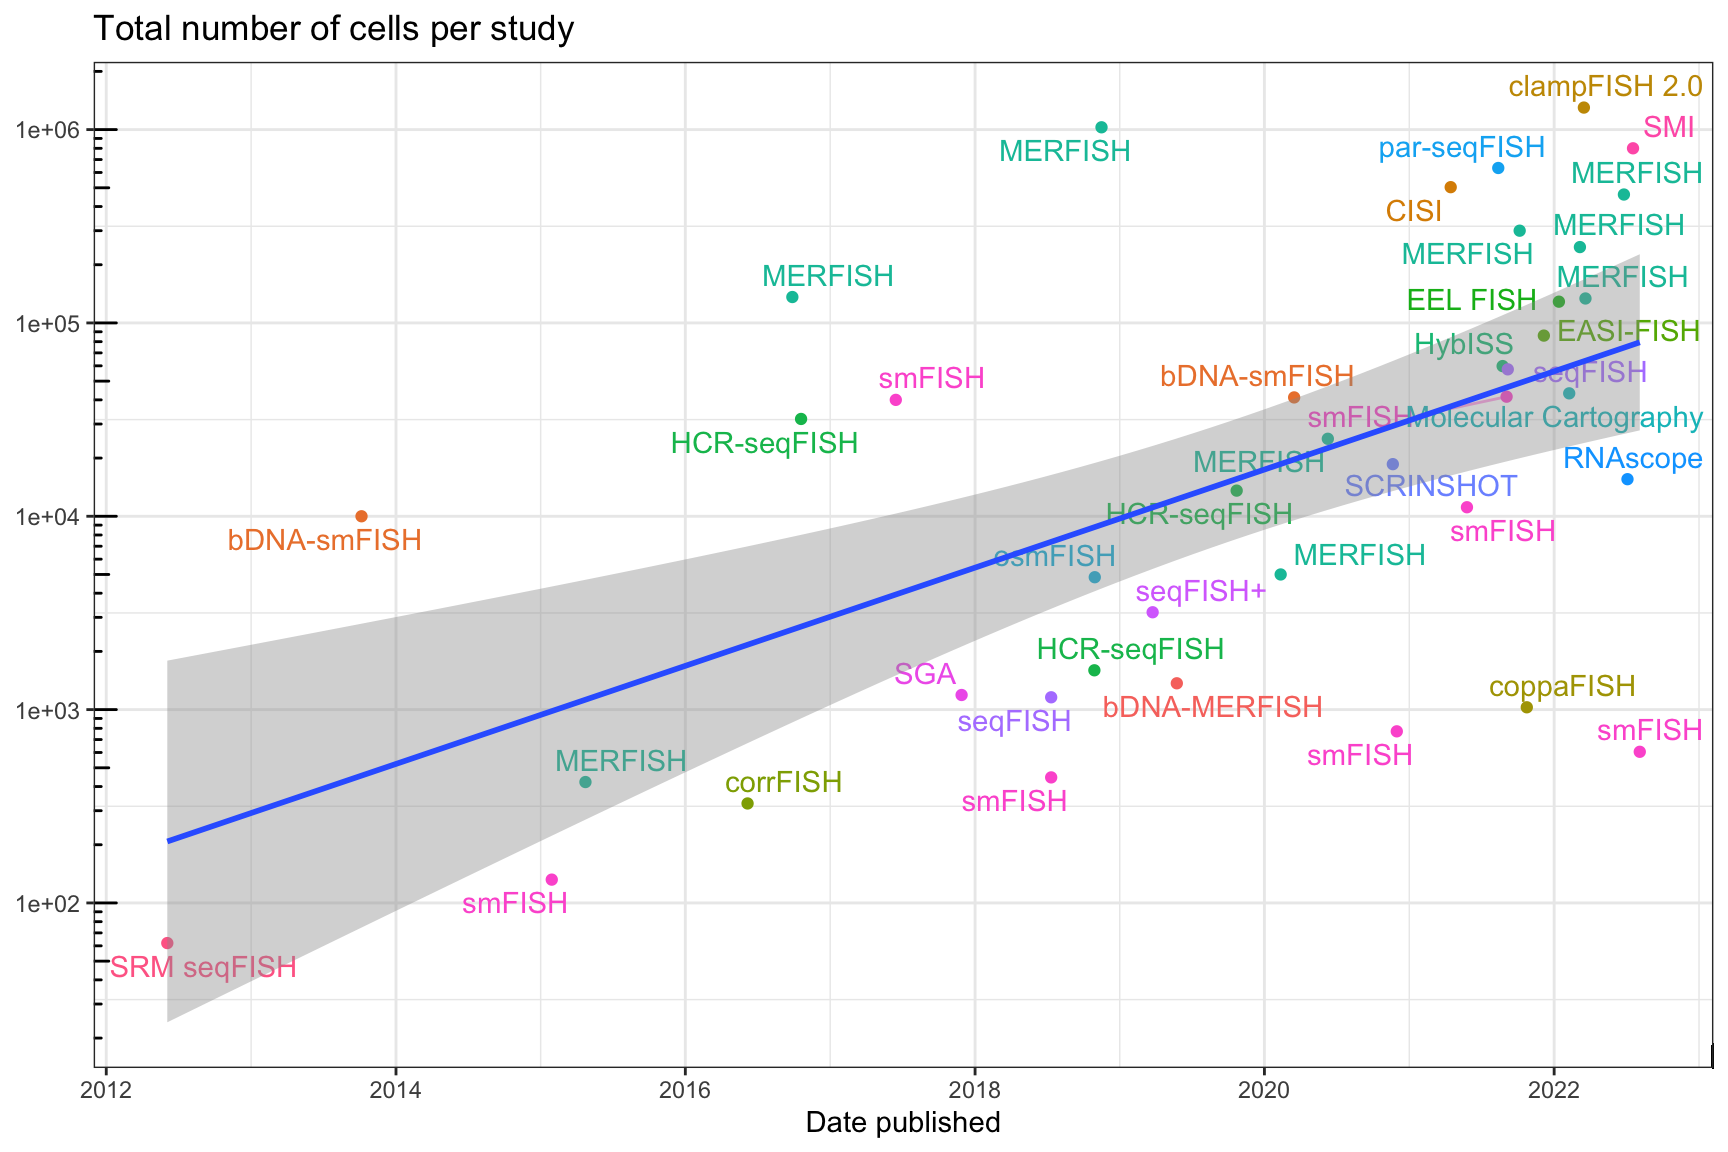 Total number of cells per study
clampFISH 2.0
SMI
1e+06
MERFISH
par-seqFISH
MERFISH
CISI
MERFISH
MERFISH
MERFISH
MERFISH
EEL FISH
1e+05
EASI-FISH
HybISS
seqFISH
smFISH
bDNA-smFISH
smFISH
Molecular Cartography
HCR-seqFISH
MERFISH
RNAscope
SCRINSHOT
1e+04
HCR-seqFISH
smFISH
bDNA-smFISH
osmFISH
MERFISH
seqFISH+
HCR-seqFISH
SGA
coppaFISH
1e+03
seqFISH
bDNA-MERFISH
smFISH
smFISH
MERFISH
corrFISH
smFISH
1e+02
smFISH
SRM seqFISH
2012
2014
2016
2018
2020
2022
Date published